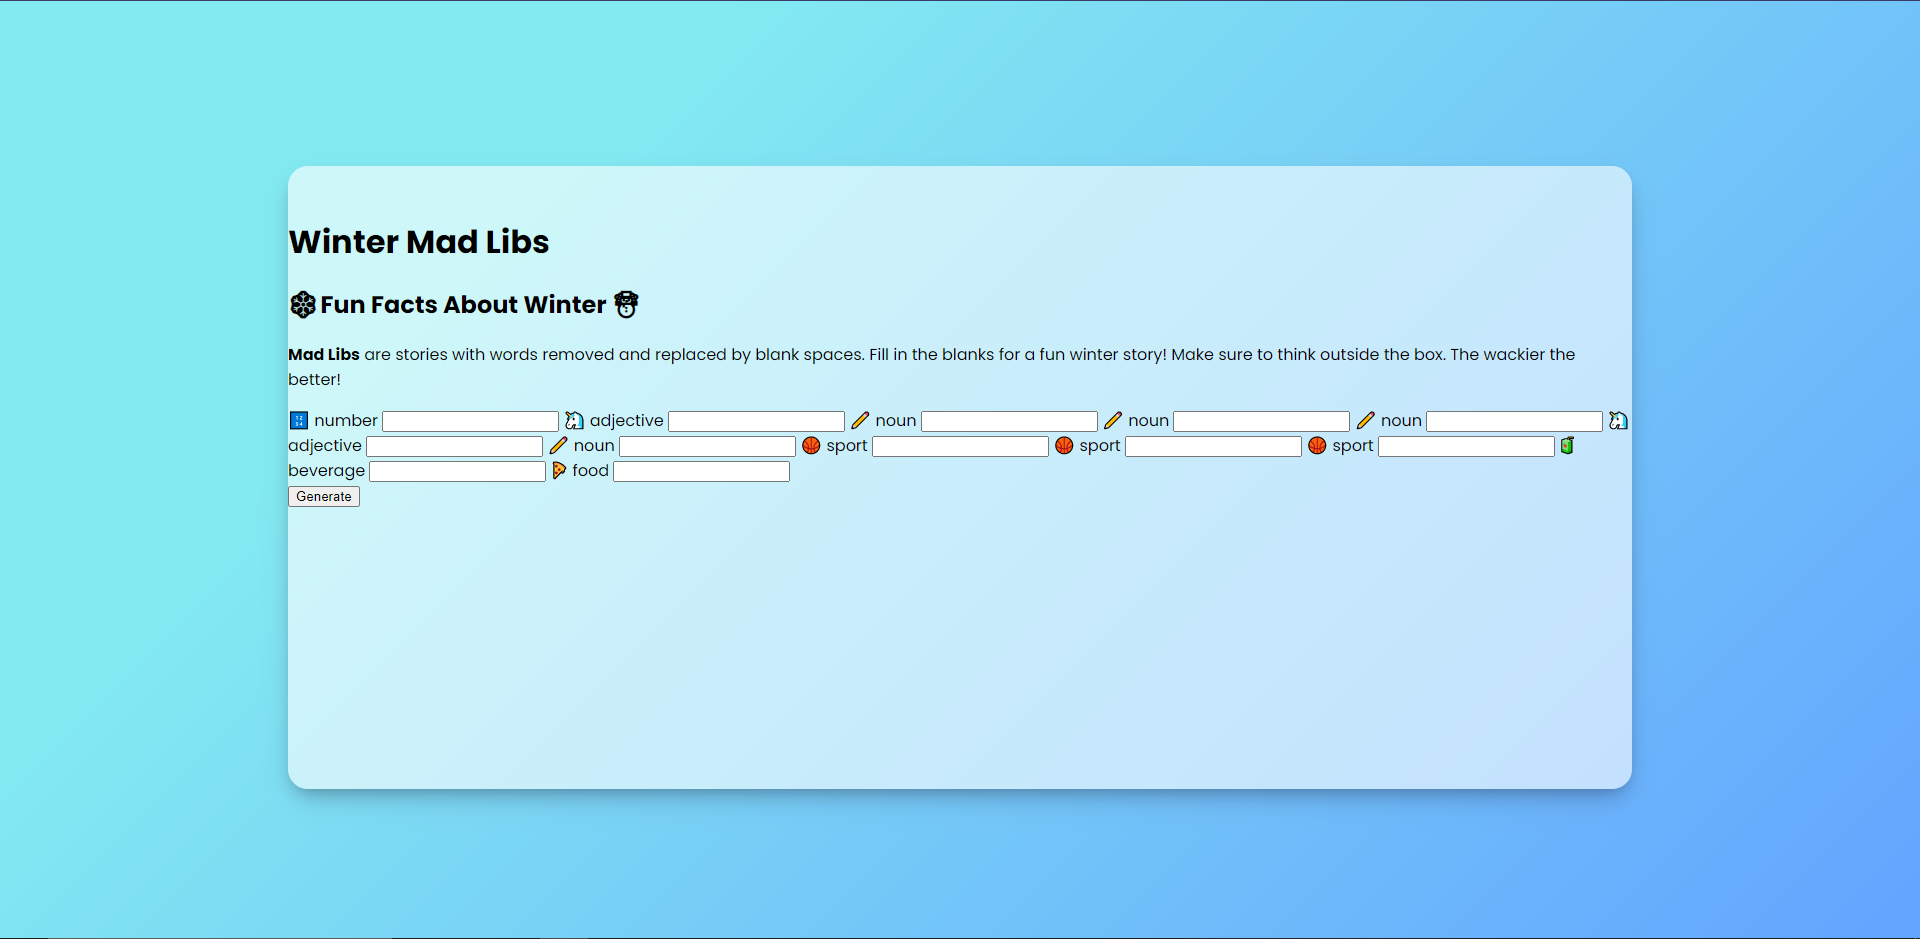 Winter Mad Libs
❄Fun Facts About Winter ☃
Mad Libs are stories with words removed and replaced by blank spaces. Fill in the blanks for a fun winter story! Make sure to think outside the box. The wackier the
better!
🔢 number 🦄 adjective ✏️ noun ✏️ noun ✏️ noun 🦄
adjective ✏️ noun 🏀 sport 🏀 sport 🏀 sport 🧃
beverage 🍕 food
Generate